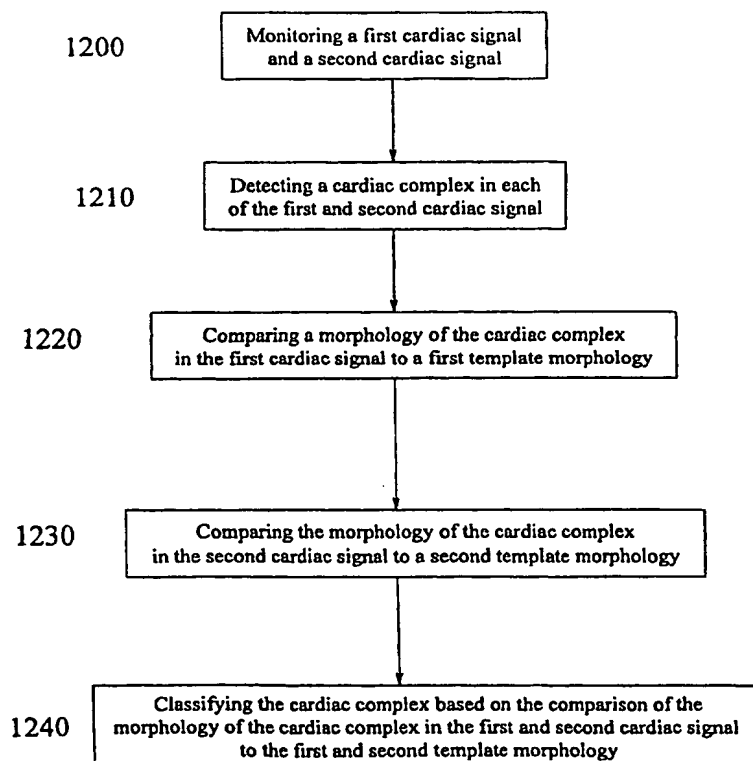 1200
Monitoring a first cardiac signal
and a second cardiac signal
1210
Detecting a cardiac complex in each
of the first and second cardiac signal
1220
Comparing a morphology of the cardiac complex
in the first cardiac signal to a first template morphology
1230
Comparing the morphology of the cardiac complex
in the second cardiac signal to a second template morphology
1240
Classifying the cardiac complex based on the comparison of the
morphology of the cardiac complex in the first and second cardiac signal
to the first and second template morphology